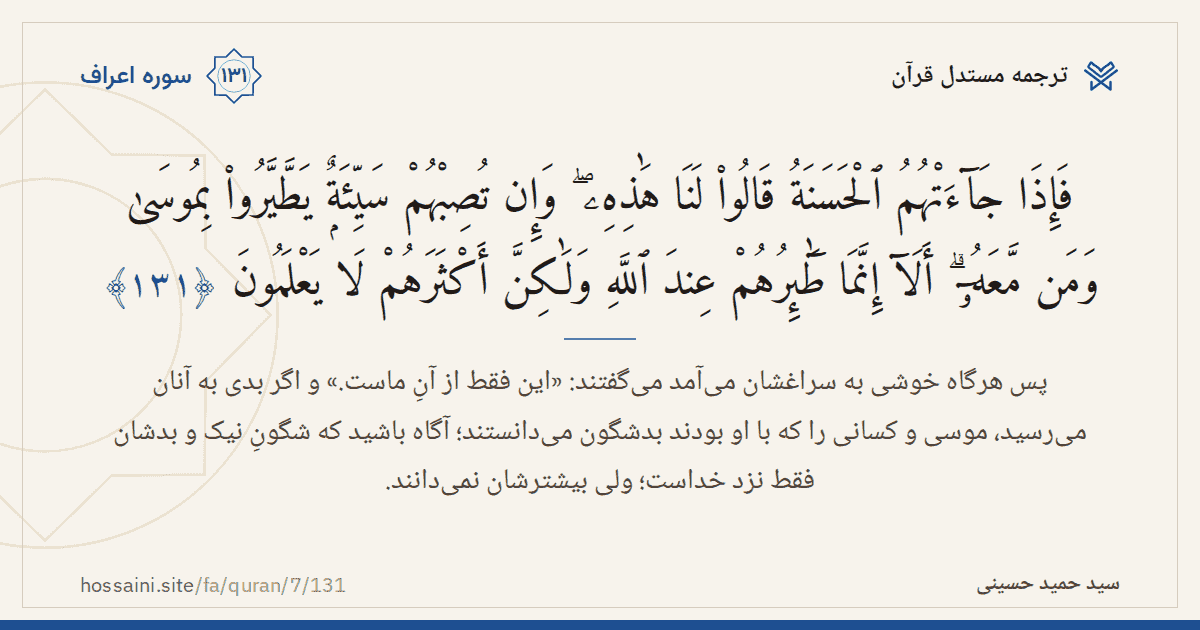 ترجمه مستدل قرآن
۱۳۱ سوره اعراف
فَإِذَا جَآءَتْهُمُ ٱلْحَسَنَةُ قَالُوا۟ لَنَا هَٰذِهِۦ ۖ وَإِن تُصِبْهُمْ سَيِّئَةٌۭ يَطَّيَّرُوا۟ بِمُوسَىٰ
وَمَن مَّعَهُۥٓ ۗ أَلَآ إِنَّمَا طَٰٓئِرُهُمْ عِندَ ٱللَّهِ وَلَٰكِنَّ أَكْثَرَهُمْ لَا يَعْلَمُونَ ﴿١٣١﴾
پس هرگاه خوشی به سراغشان می‌آمد می‌گفتند: «این فقط از آنِ ماست.» و اگر بدی به آنان
می‌رسید، موسی و کسانی را که با او بودند بدشگون می‌دانستند؛ آگاه باشید که شگونِ نیک و بدشان
فقط نزد خداست؛ ولی بیشترشان نمی‌دانند.
سید حمید حسینی
hossaini.site/fa/quran/7/131